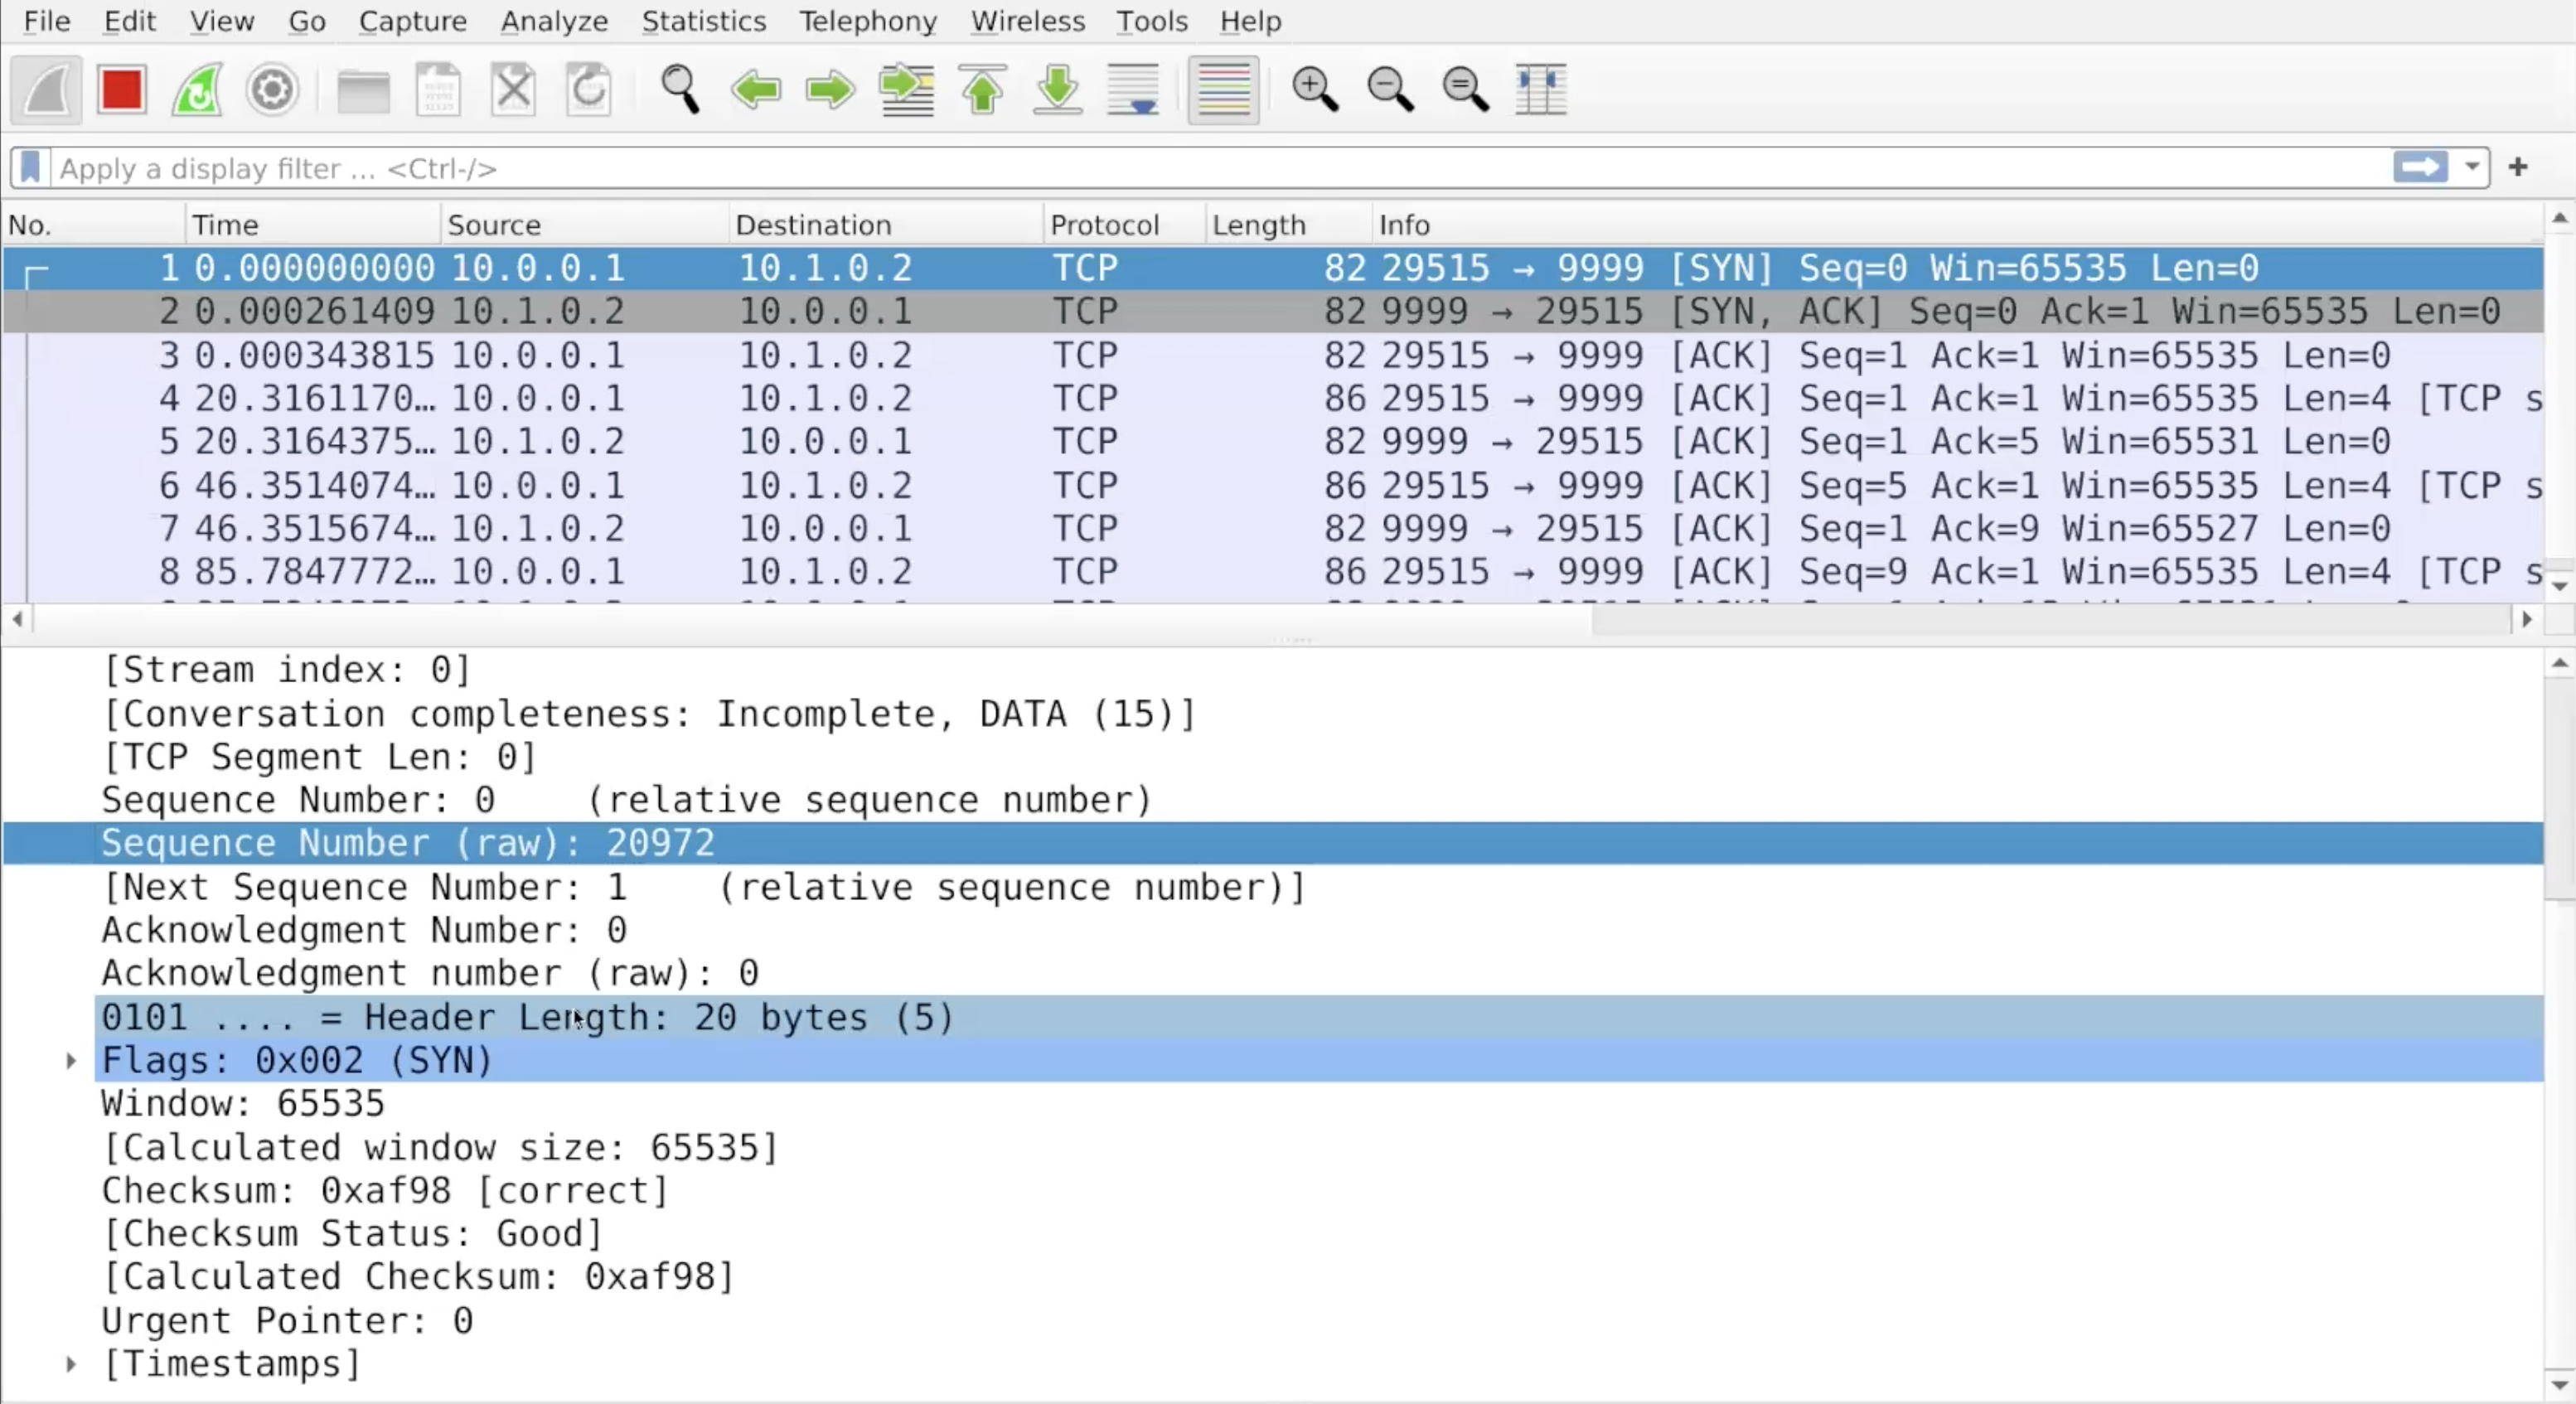 File Edit View Go Capture Analyze Statistics Telephony Wireless Tools Help
Apply a display filter ... <Ctrl-/>
No. Time Source Destination Protocol Length Info
1 0.000000000 10.0.0.1 10.1.0.2 TCP 82 29515 → 9999 [SYN] Seq=0 Win=65535 Len=0
2 0.000261409 10.1.0.2 10.0.0.1 TCP 82 9999 → 29515 [SYN, ACK] Seq=0 Ack=1 Win=65535 Len=0
3 0.000343815 10.0.0.1 10.1.0.2 TCP 82 29515 → 9999 [ACK] Seq=1 Ack=1 Win=65535 Len=0
4 20.3161170… 10.0.0.1 10.1.0.2 TCP 86 29515 → 9999 [ACK] Seq=1 Ack=1 Win=65535 Len=4 [TCP s
5 20.3164375… 10.1.0.2 10.0.0.1 TCP 82 9999 → 29515 [ACK] Seq=1 Ack=5 Win=65531 Len=0
6 46.3514074… 10.0.0.1 10.1.0.2 TCP 86 29515 → 9999 [ACK] Seq=5 Ack=1 Win=65535 Len=4 [TCP s
7 46.3515674… 10.1.0.2 10.0.0.1 TCP 82 9999 → 29515 [ACK] Seq=1 Ack=9 Win=65527 Len=0
8 85.7847772… 10.0.0.1 10.1.0.2 TCP 86 29515 → 9999 [ACK] Seq=9 Ack=1 Win=65535 Len=4 [TCP s
[Stream index: 0]
[Conversation completeness: Incomplete, DATA (15)]
[TCP Segment Len: 0]
Sequence Number: 0 (relative sequence number)
Sequence Number (raw): 20972
[Next Sequence Number: 1 (relative sequence number)]
Acknowledgment Number: 0
Acknowledgment number (raw): 0
0101 .... = Header Length: 20 bytes (5)
Flags: 0x002 (SYN)
Window: 65535
[Calculated window size: 65535]
Checksum: 0xaf98 [correct]
[Checksum Status: Good]
[Calculated Checksum: 0xaf98]
Urgent Pointer: 0
[Timestamps]